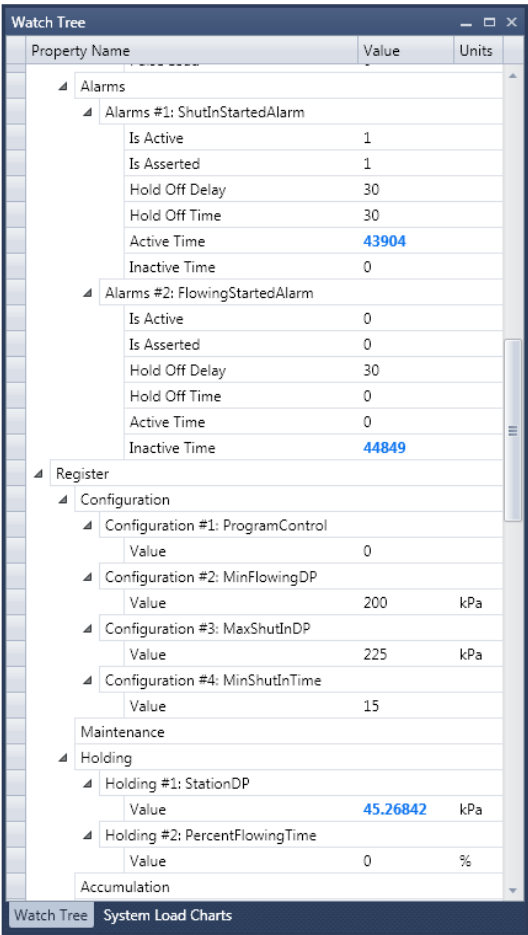 Watch Tree
Property Name Value Units
Alarms
Alarms #1: ShutInStartedAlarm
Is Active 1
Is Asserted 1
Hold Off Delay 30
Hold Off Time 30
Active Time 43904
Inactive Time 0
Alarms #2: FlowingStartedAlarm
Is Active 0
Is Asserted 0
Hold Off Delay 30
Hold Off Time 0
Active Time 0
Inactive Time 44849
Register
Configuration
Configuration #1: ProgramControl
Value 0
Configuration #2: MinFlowingDP
Value 200 kPa
Configuration #3: MaxShutInDP
Value 225 kPa
Configuration #4: MinShutInTime
Value 15
Maintenance
Holding
Holding #1: StationDP
Value 45.26842 kPa
Holding #2: PercentFlowingTime
Value 0 %
Accumulation
Watch Tree System Load Charts